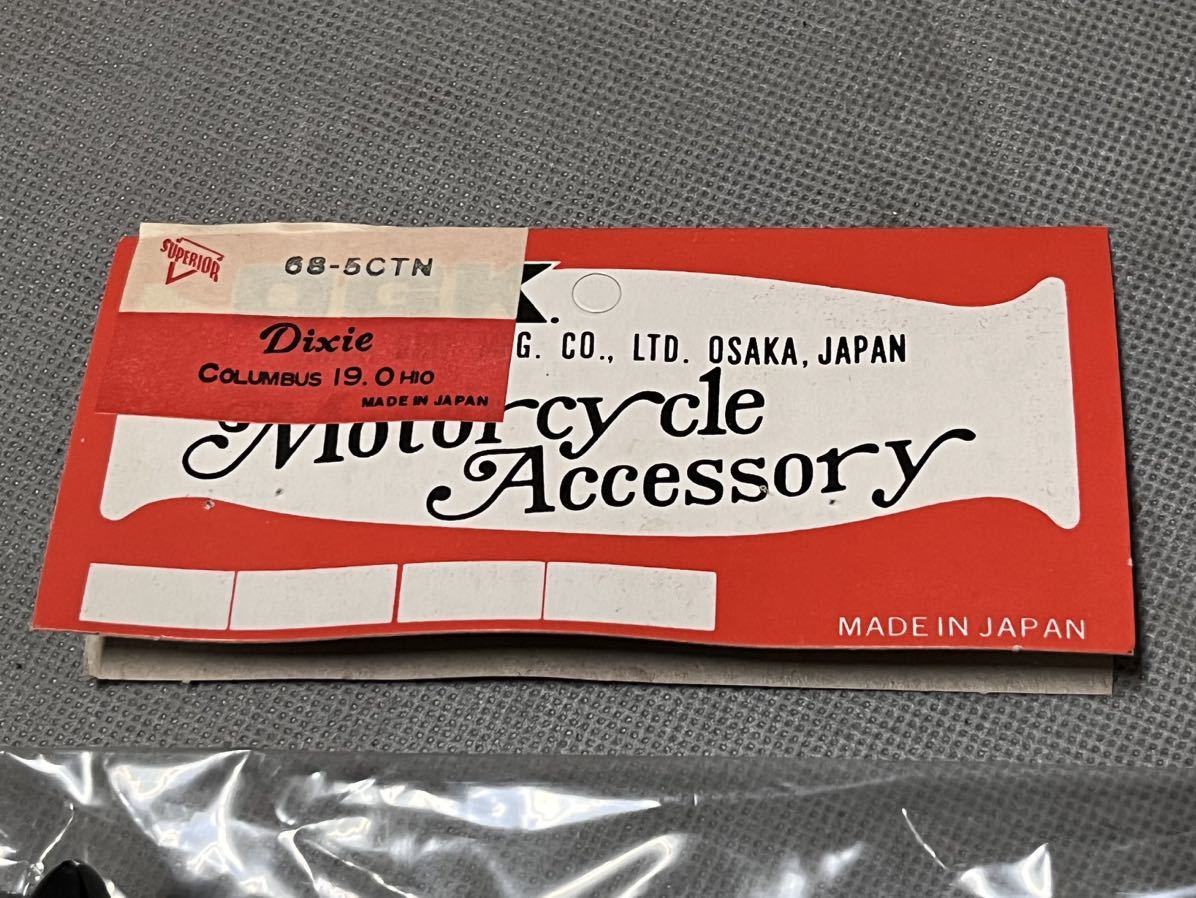 SUPERIOR
68-5CTN
Dixie
COLUMBUS 19. OHIO
MADE IN JAPAN
OGK.
G. CO., LTD. OSAKA, JAPAN
Motorcycle
Accessory
MADE IN JAPAN